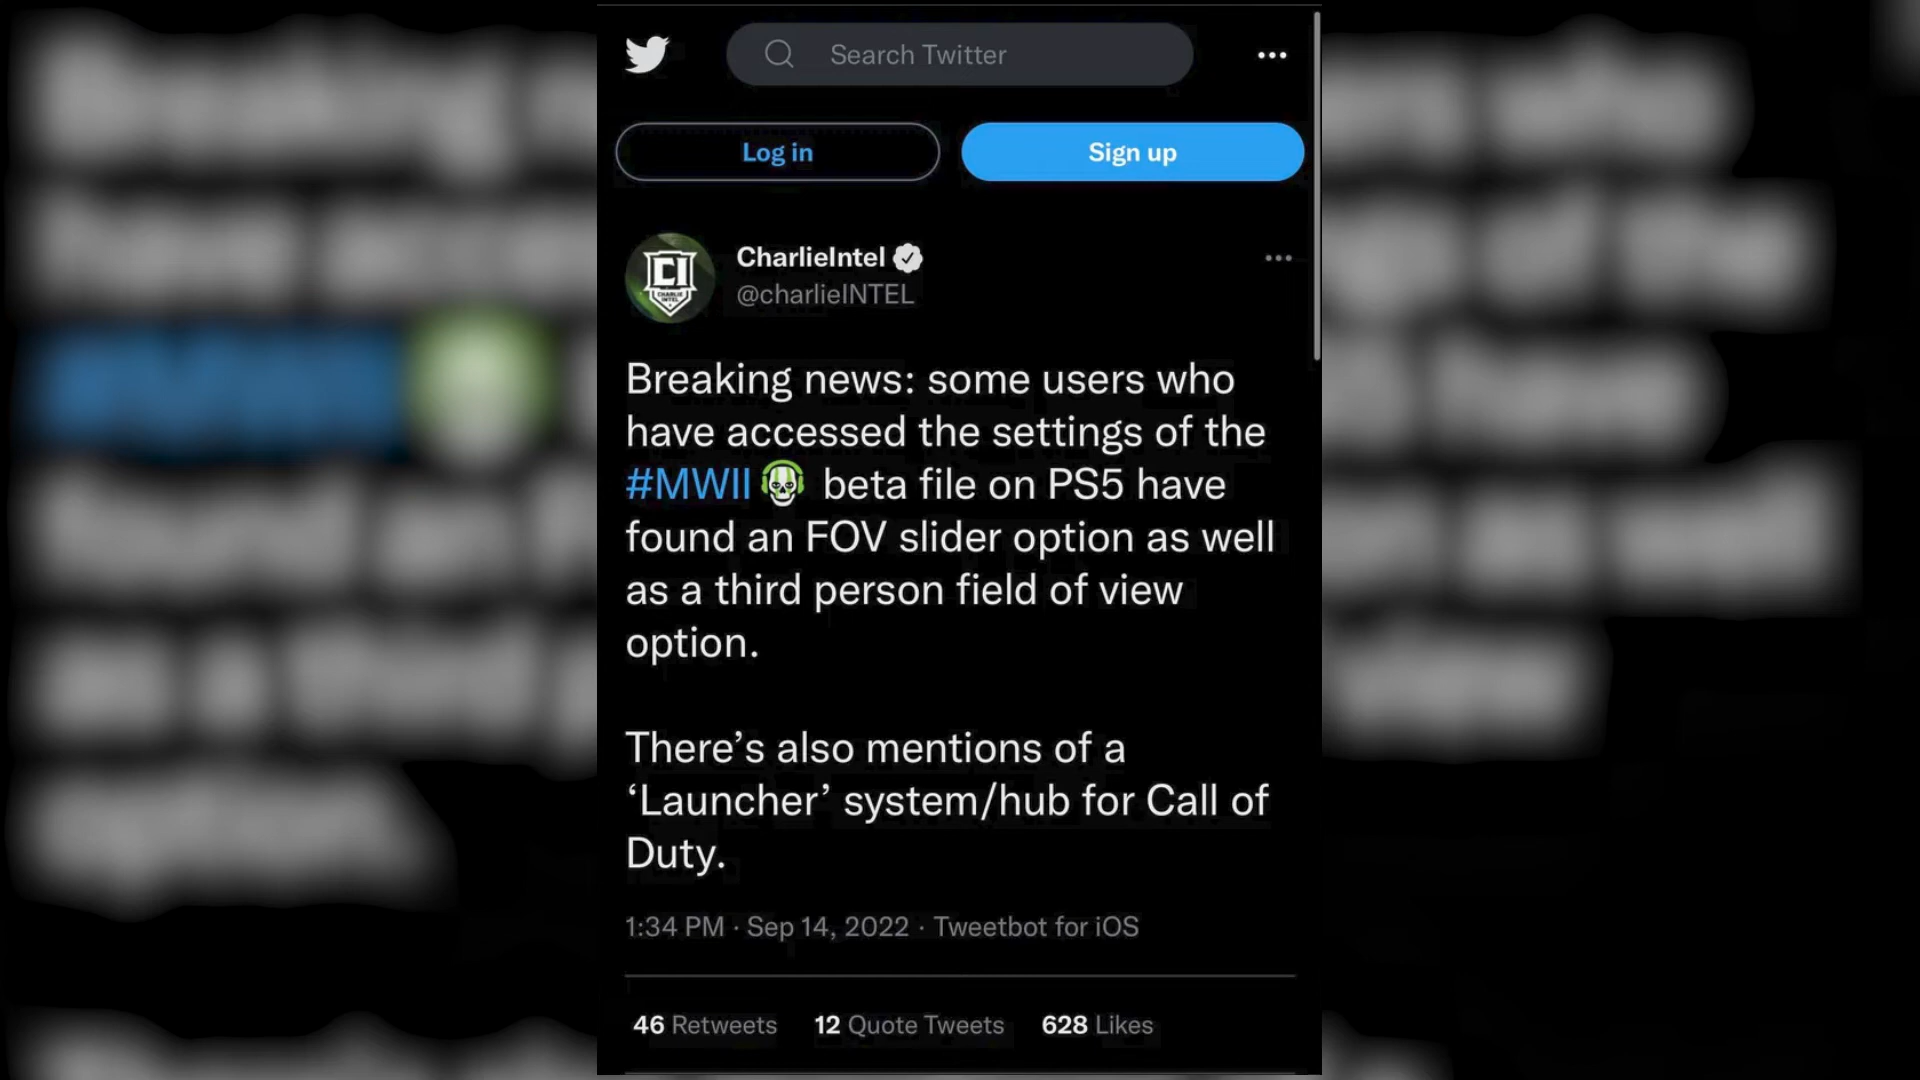 Search Twitter
Log in
Sign up
CI
CHARLIE
INTEL
CharlieIntel
@charlieINTEL
Breaking news: some users who
have accessed the settings of the
#MWII beta file on PS5 have
found an FOV slider option as well
as a third person field of view
option.
There’s also mentions of a
‘Launcher’ system/hub for Call of
Duty.
1:34 PM · Sep 14, 2022 · Tweetbot for iOS
46 Retweets 12 Quote Tweets 628 Likes